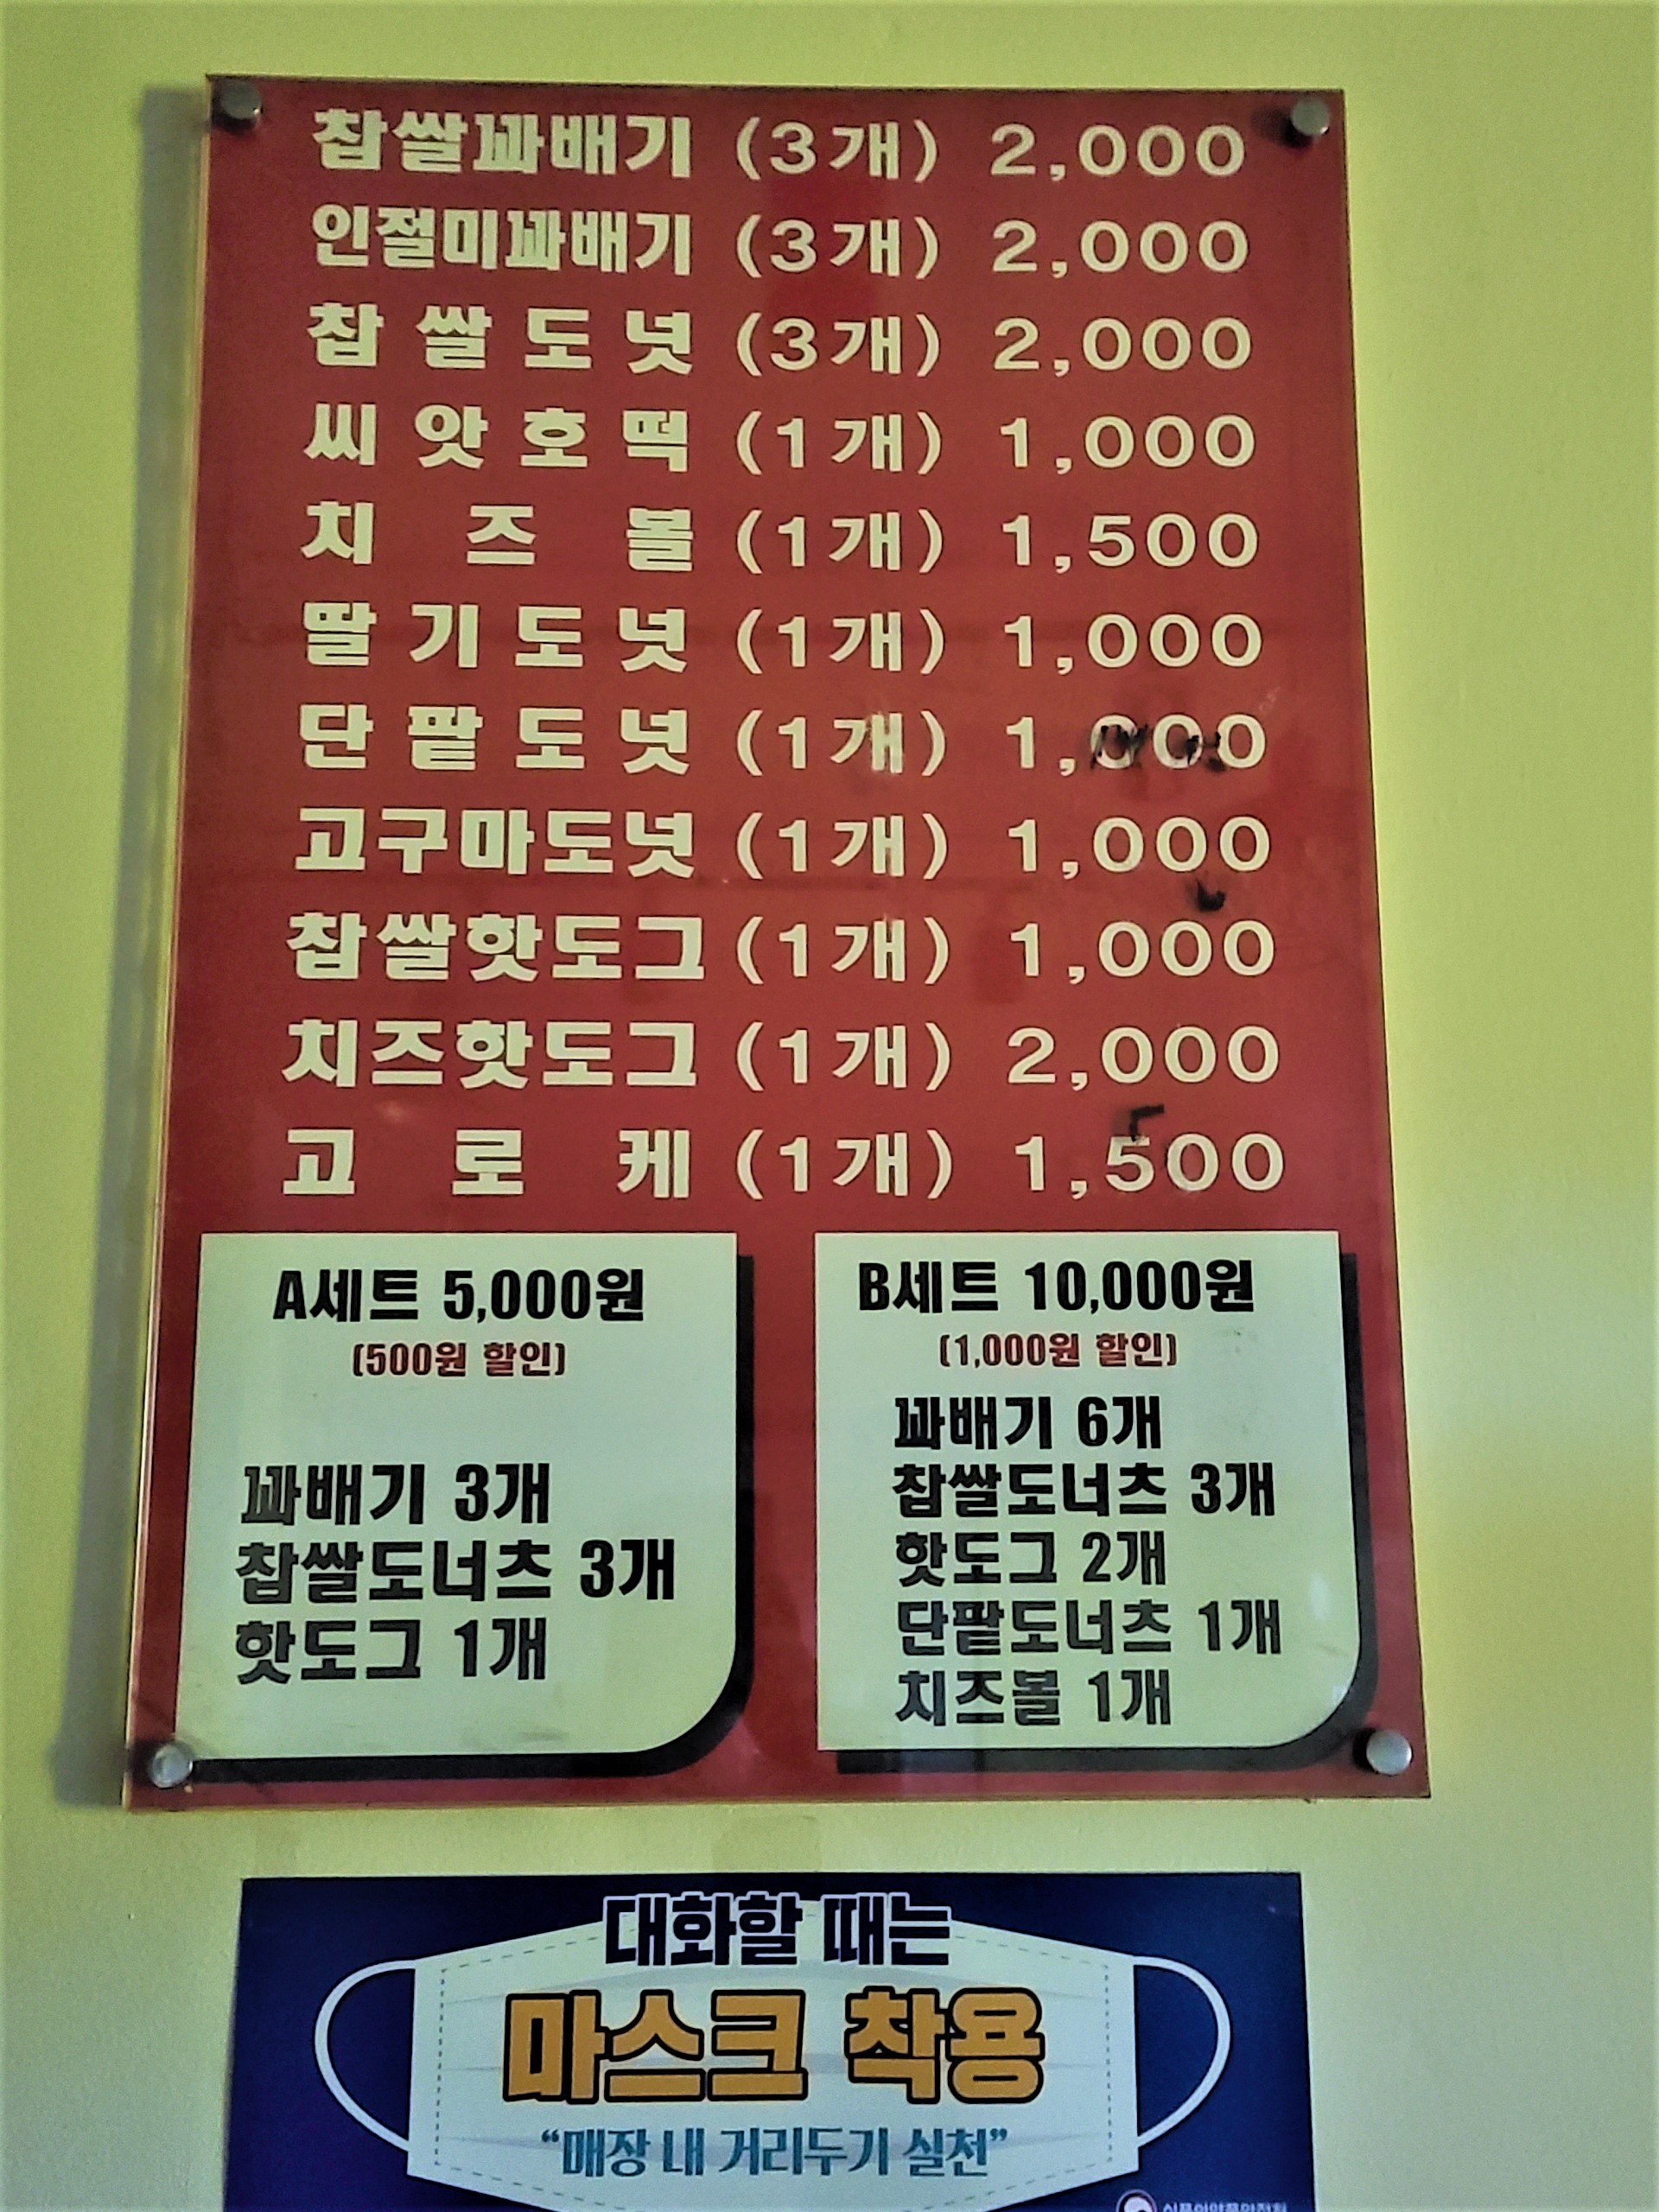 찹쌀꽈배기 (3개) 2,000
인절미꽈배기 (3개) 2,000
찹쌀도넛 (3개) 2,000
씨앗호떡 (1개) 1,000
치즈볼 (1개) 1,500
딸기도넛 (1개) 1,000
단팥도넛 (1개) 1,000
고구마도넛 (1개) 1,000
찹쌀핫도그 (1개) 1,000
치즈핫도그 (1개) 2,000
고로케 (1개) 1,500
A세트 5,000원
(500원 할인)
꽈배기 3개
찹쌀도너츠 3개
핫도그 1개
B세트 10,000원
(1,000원 할인)
꽈배기 6개
찹쌀도너츠 3개
핫도그 2개
단팥도너츠 1개
치즈볼 1개
대화할 때는
마스크 착용
“매장 내 거리두기 실천”